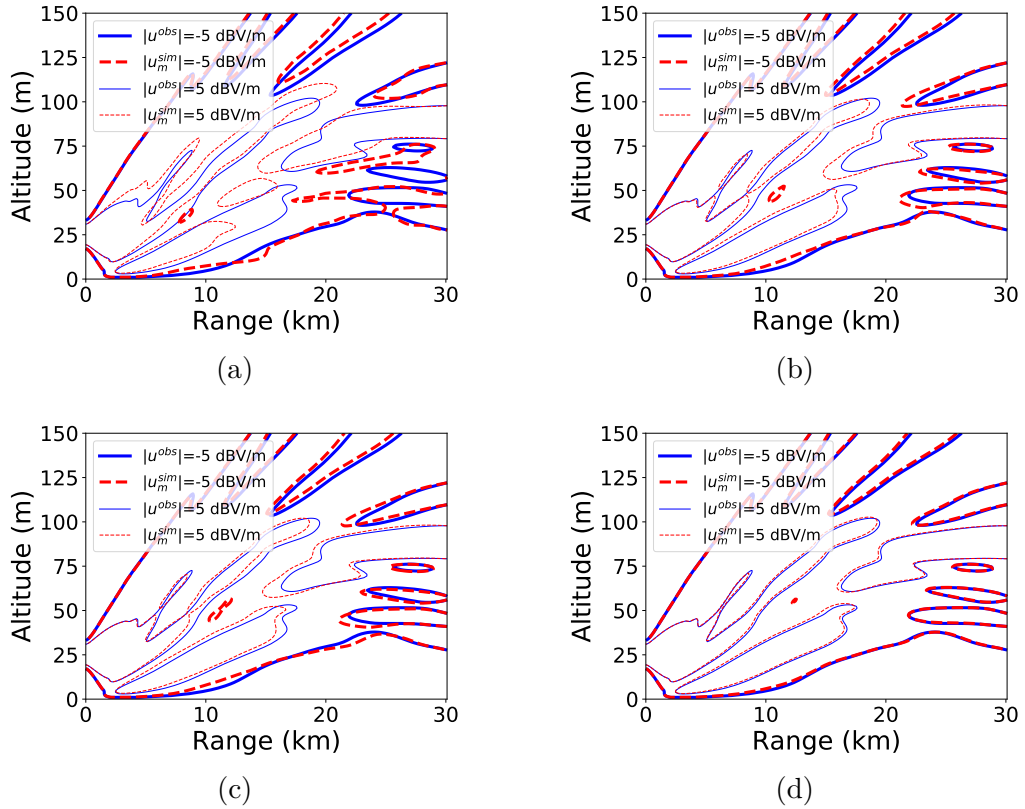 150
125
100
75
50
25
0
Altitude (m)
|u^obs|=-5 dBV/m
|u_m^sim|=-5 dBV/m
|u^obs|=5 dBV/m
|u_m^sim|=5 dBV/m
0 10 20 30
Range (km)
(a)
150
125
100
75
50
25
0
Altitude (m)
|u^obs|=-5 dBV/m
|u_m^sim|=-5 dBV/m
|u^obs|=5 dBV/m
|u_m^sim|=5 dBV/m
0 10 20 30
Range (km)
(b)
150
125
100
75
50
25
0
Altitude (m)
|u^obs|=-5 dBV/m
|u_m^sim|=-5 dBV/m
|u^obs|=5 dBV/m
|u_m^sim|=5 dBV/m
0 10 20 30
Range (km)
(c)
150
125
100
75
50
25
0
Altitude (m)
|u^obs|=-5 dBV/m
|u_m^sim|=-5 dBV/m
|u^obs|=5 dBV/m
|u_m^sim|=5 dBV/m
0 10 20 30
Range (km)
(d)